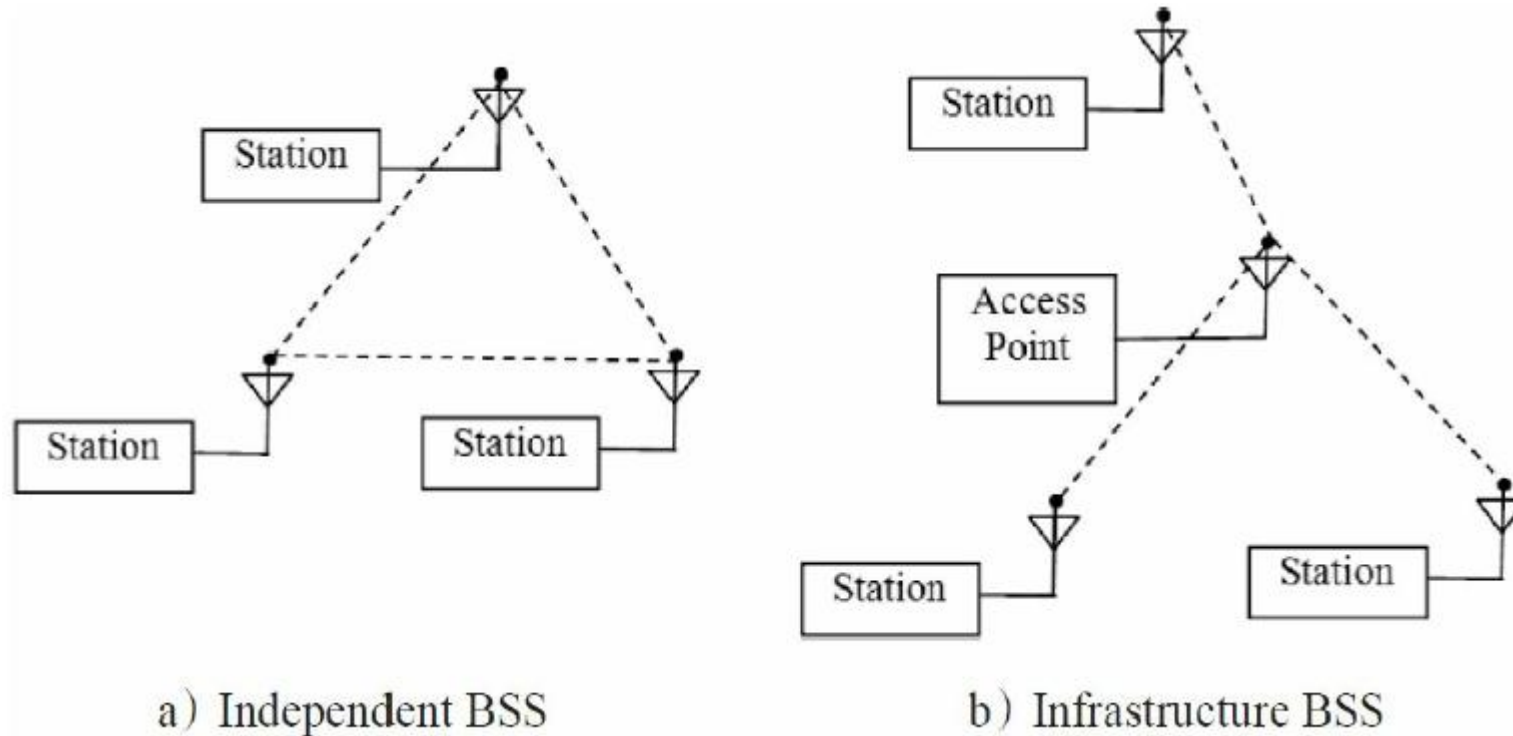 Station
Station
Station
a) Independent BSS
Station
Access
Point
Station
Station
b) Infrastructure BSS